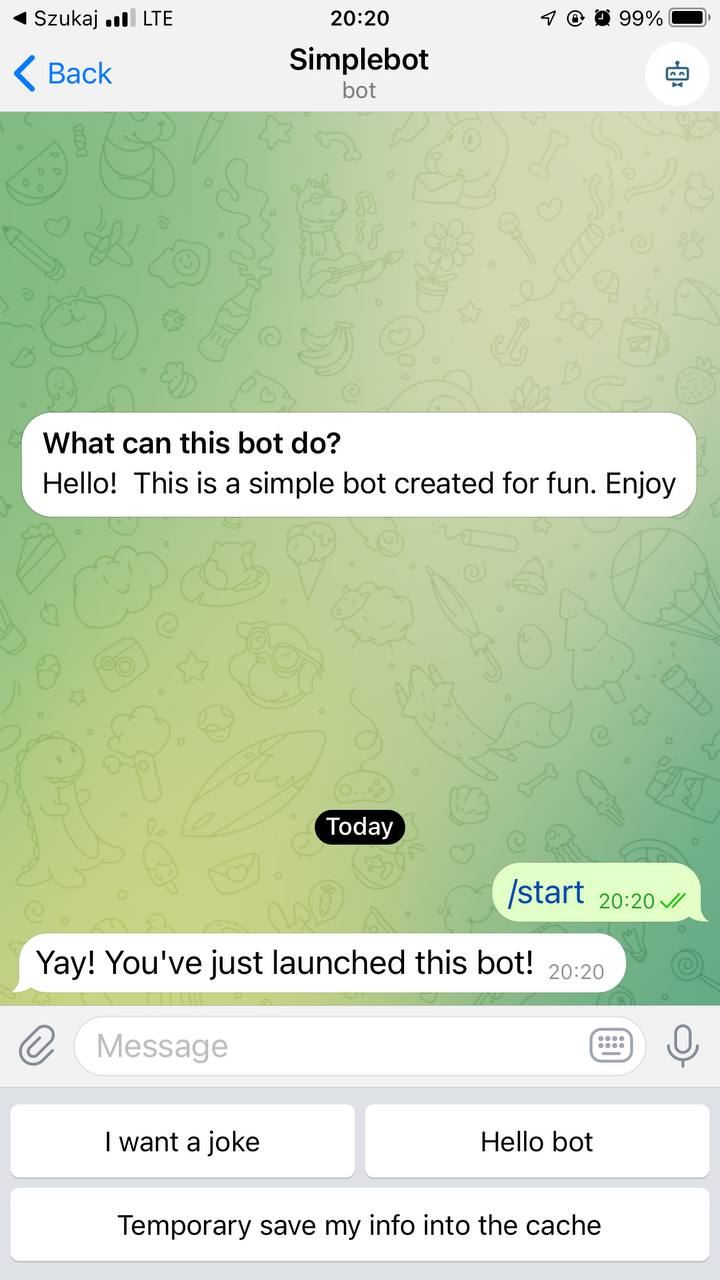 Szukaj LTE 20:20 99%
Back Simplebot
bot
What can this bot do?
Hello!  This is a simple bot created for fun. Enjoy
Today
/start 20:20
Yay! You've just launched this bot! 20:20
Message
I want a joke Hello bot
Temporary save my info into the cache